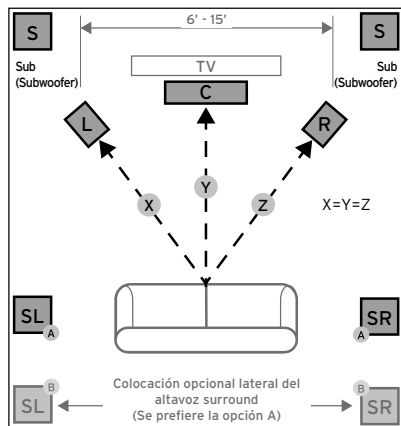 6' - 15'
S
S
Sub
(Subwoofer)
TV
Sub
(Subwoofer)
C
L
R
X
Y
Z
X=Y=Z
SL
A
SR
A
B
SL
Colocación opcional lateral del
altavoz surround
(Se prefiere la opción A)
B
SR